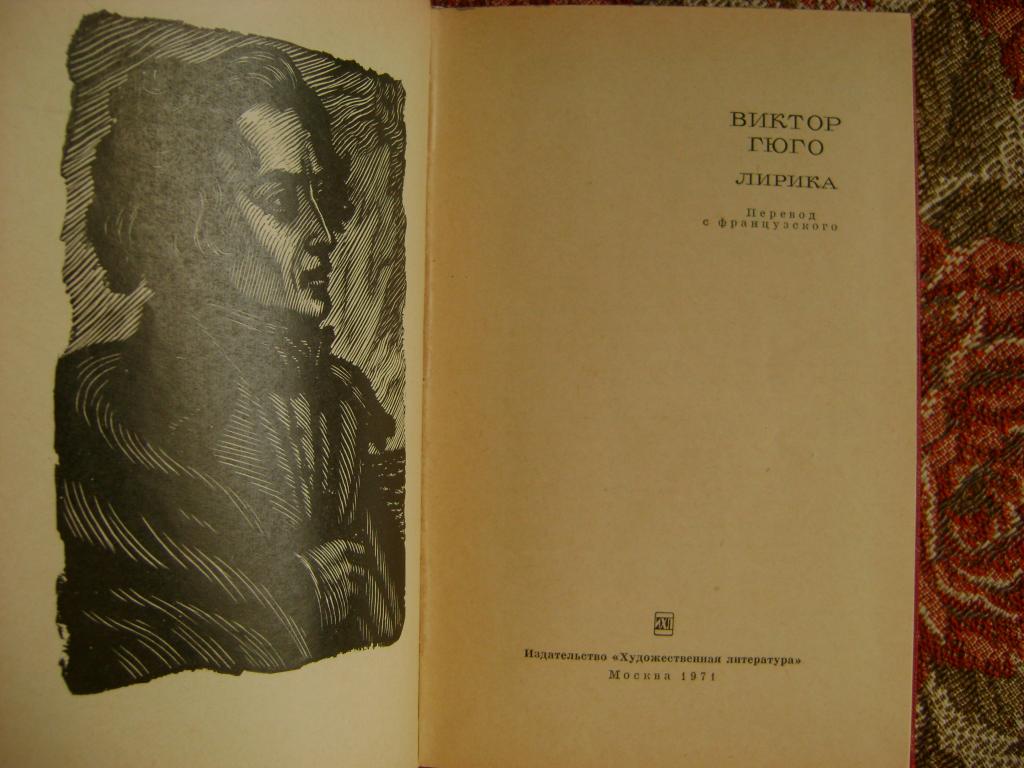 ВИКТОР
ГЮГО
ЛИРИКА
Перевод
с французского
Издательство «Художественная литература»
Москва 1971